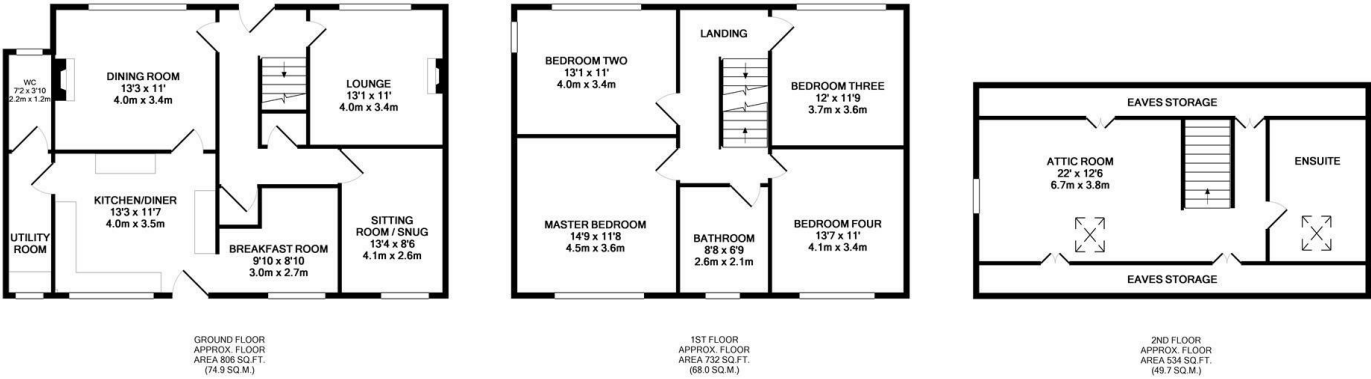 WC
7'2 x 3'10
2.2m x 1.2m
DINING ROOM
13'3 x 11'
4.0m x 3.4m
LOUNGE
13'1 x 11'
4.0m x 3.4m
KITCHEN/DINER
13'3 x 11'7
4.0m x 3.5m
UTILITY
ROOM
BREAKFAST ROOM
9'10 x 8'10
3.0m x 2.7m
SITTING
ROOM / SNUG
13'4 x 8'6
4.1m x 2.6m
GROUND FLOOR
APPROX. FLOOR
AREA 806 SQ.FT.
(74.9 SQ.M.)
BEDROOM TWO
13'1 x 11'
4.0m x 3.4m
LANDING
BEDROOM THREE
12' x 11'9
3.7m x 3.6m
MASTER BEDROOM
14'9 x 11'8
4.5m x 3.6m
BATHROOM
8'8 x 6'9
2.6m x 2.1m
BEDROOM FOUR
13'7 x 11'
4.1m x 3.4m
1ST FLOOR
APPROX. FLOOR
AREA 732 SQ.FT.
(68.0 SQ.M.)
EAVES STORAGE
ATTIC ROOM
22' x 12'6
6.7m x 3.8m
ENSUITE
EAVES STORAGE
2ND FLOOR
APPROX. FLOOR
AREA 534 SQ.FT.
(49.7 SQ.M.)